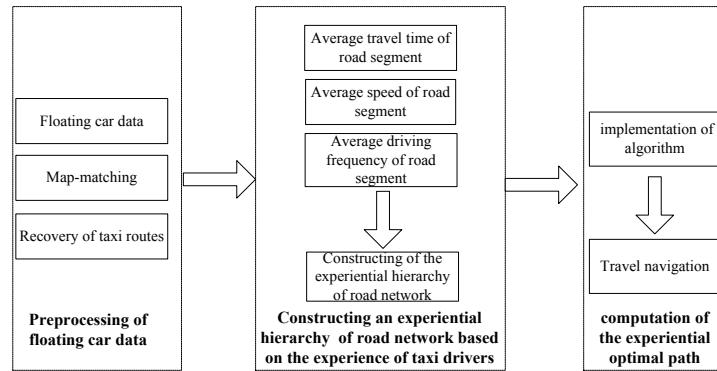 Floating car data
Map-matching
Recovery of taxi routes
Preprocessing of
floating car data
Average travel time of
road segment
Average speed of road
segment
Average driving
frequency of road
segment
Constructing of the
experiential hierarchy
of road network
Constructing an experiential
hierarchy of road network based
on the experience of taxi drivers
implementation of
algorithm
Travel navigation
computation of
the experiential
optimal path